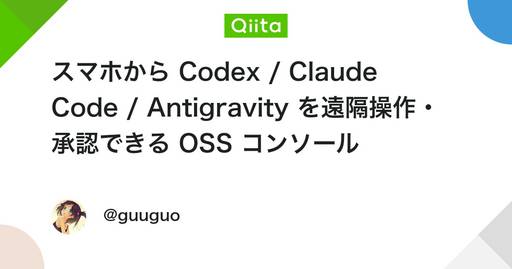 Qiita
スマホから Codex / Claude
Code / Antigravity を遠隔操作・
承認できる OSS コンソール
@guuguo